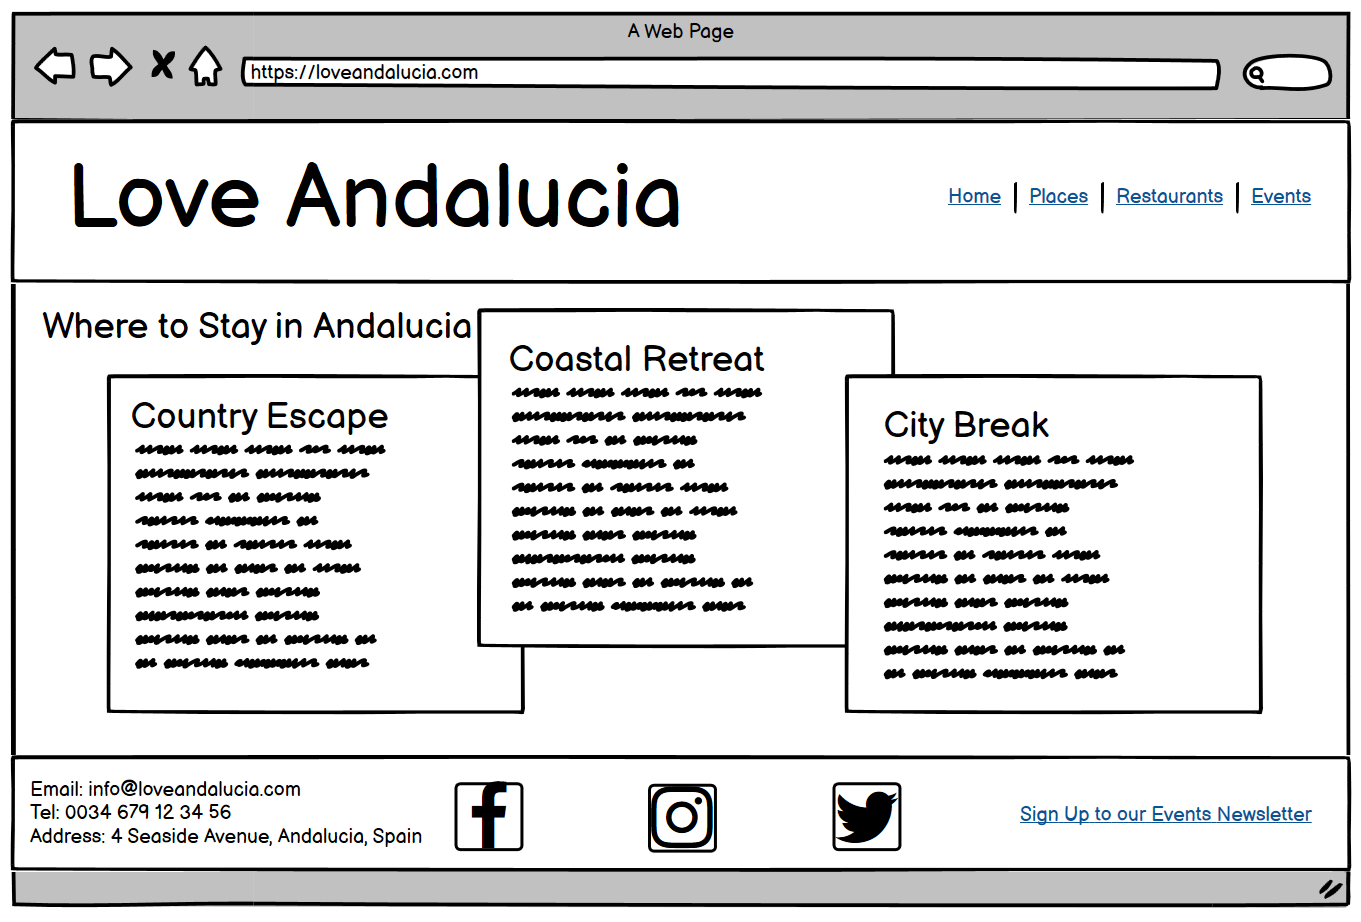 A Web Page
https://loveandalucia.com
Love Andalucia
Home
Places
Restaurants
Events
Where to Stay in Andalucia
Coastal Retreat
Country Escape
City Break
Email: info@loveandalucia.com
Tel: 0034 679 12 34 56
Address: 4 Seaside Avenue, Andalucia, Spain
Sign Up to our Events Newsletter